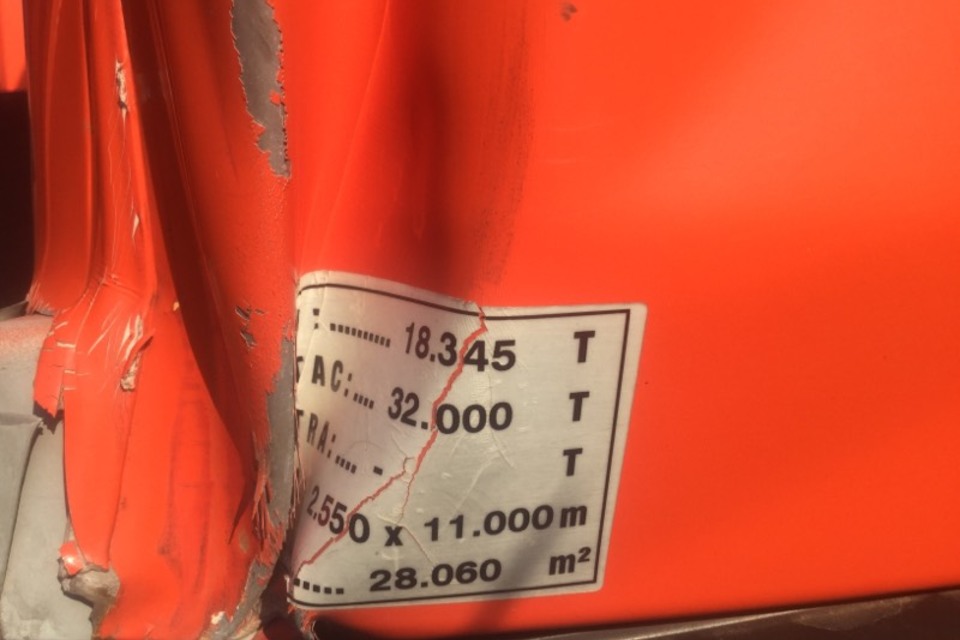 : .......... 18.345 T
AC:.... 32.000 T
TRA:.... - T
2.550 x 11.000 m
..... 28.060 m²